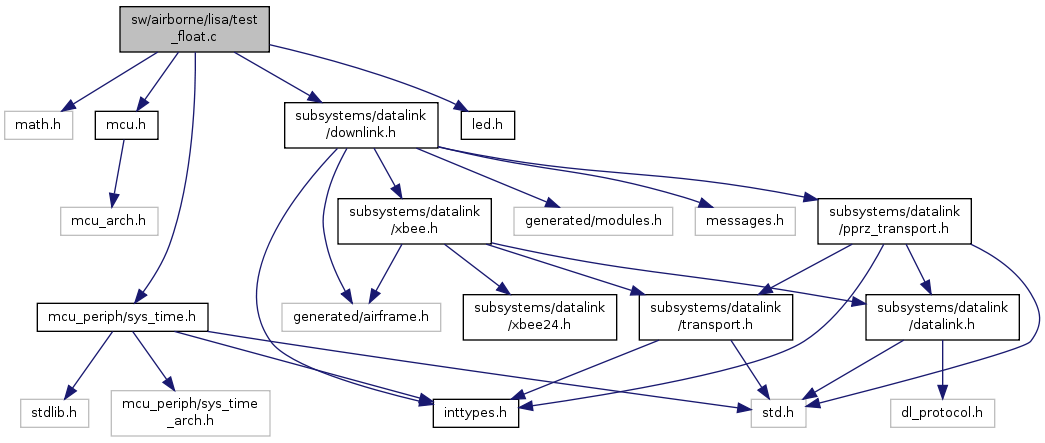 sw/airborne/lisa/test
_float.c
math.h
mcu.h
subsystems/datalink
/downlink.h
led.h
mcu_arch.h
subsystems/datalink
/xbee.h
generated/modules.h
messages.h
subsystems/datalink
/pprz_transport.h
mcu_periph/sys_time.h
generated/airframe.h
subsystems/datalink
/xbee24.h
subsystems/datalink
/transport.h
subsystems/datalink
/datalink.h
stdlib.h
mcu_periph/sys_time
_arch.h
inttypes.h
std.h
dl_protocol.h